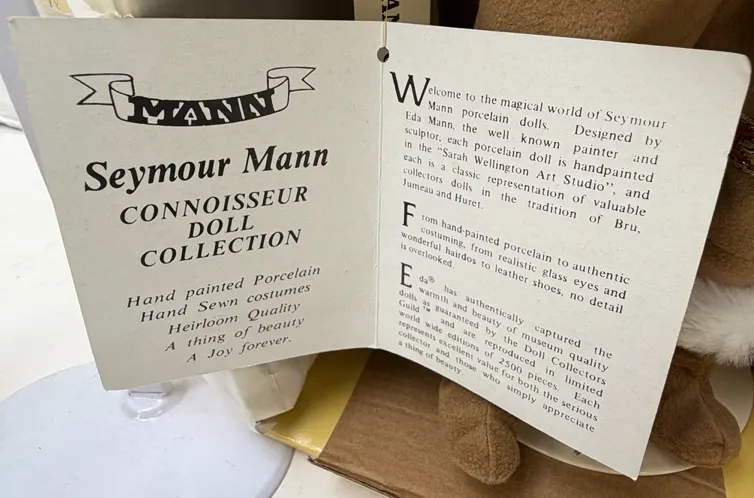 MANN
Seymour Mann
CONNOISSEUR
DOLL
COLLECTION
Hand painted Porcelain
Hand Sewn costumes
Heirloom Quality
A thing of beauty
A Joy forever.
Welcome to the magical world of Seymour
Mann porcelain dolls. Designed by
Eda Mann, the well known painter and
sculptor, each porcelain doll is handpainted
in the "Sarah Wellington Art Studio", and
each is a classic representation of valuable
collectors dolls in the tradition of Bru,
Jumeau and Huret.
From hand-painted porcelain to authentic
costuming, from realistic glass eyes and
wonderful hairdos to leather shoes, no detail
is overlooked.
Eda® has authentically captured the
warmth and beauty of museum quality
dolls as guaranteed by the Doll Collectors
Guild™ and are reproduced in limited
world wide editions of 2500 pieces. Each
represents excellent value for both the serious
collector and those who simply appreciate
a thing of beauty.